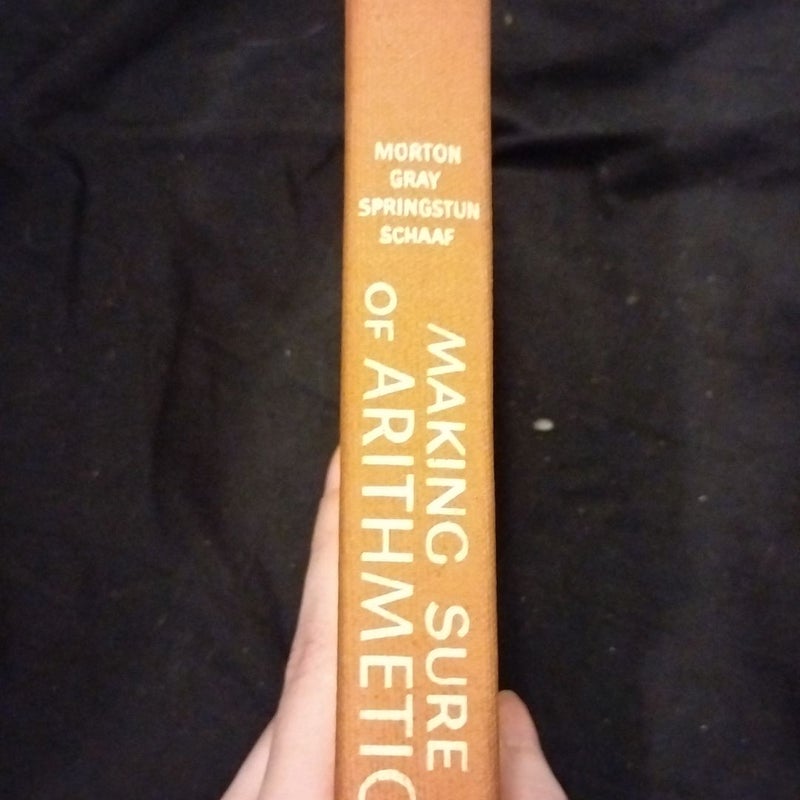 MORTON
GRAY
SPRINGSTUN
SCHAAF
MAKING SURE
OF ARITHMETIC